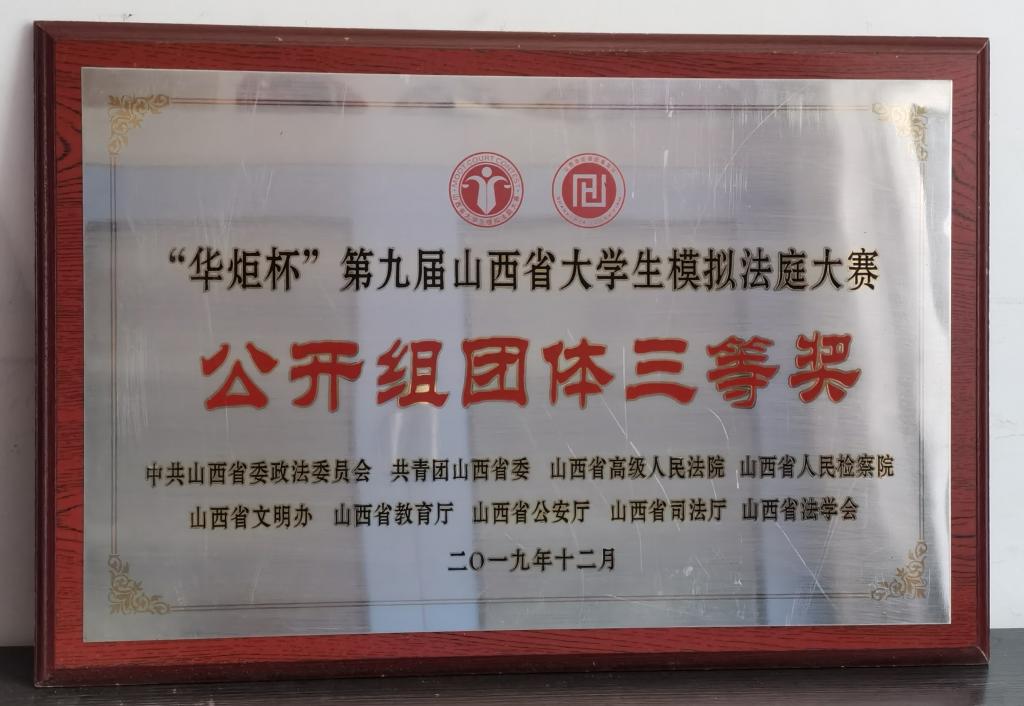 MOOT COURT CONTEST
“华炬杯”第九届山西省大学生模拟法庭大赛
公开组团体三等奖
中共山西省委政法委员会 共青团山西省委 山西省高级人民法院 山西省人民检察院
山西省文明办 山西省教育厅 山西省公安厅 山西省司法厅 山西省法学会
二〇一九年十二月